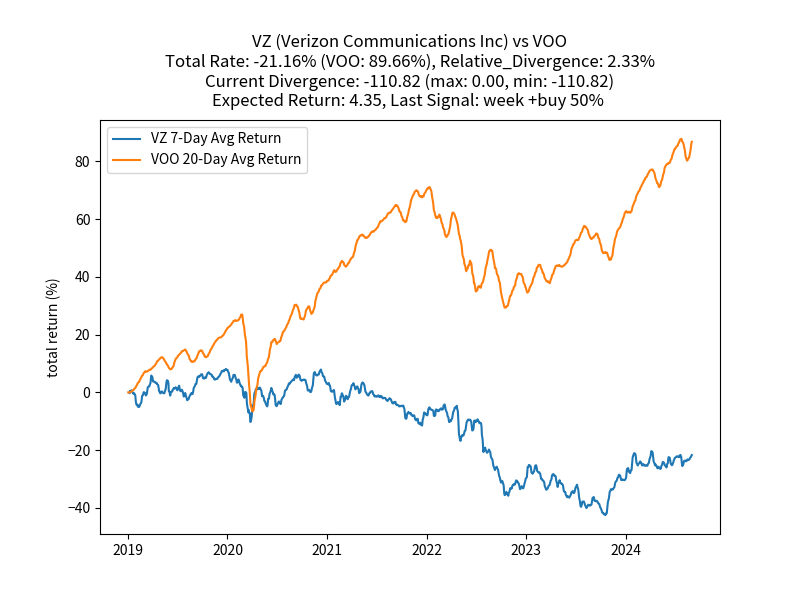 VZ (Verizon Communications Inc) vs VOO
Total Rate: -21.16% (VOO: 89.66%), Relative_Divergence: 2.33%
Current Divergence: -110.82 (max: 0.00, min: -110.82)
Expected Return: 4.35, Last Signal: week +buy 50%
VZ 7-Day Avg Return
VOO 20-Day Avg Return
total return (%)
80
60
40
20
0
−20
−40
2019 2020 2021 2022 2023 2024